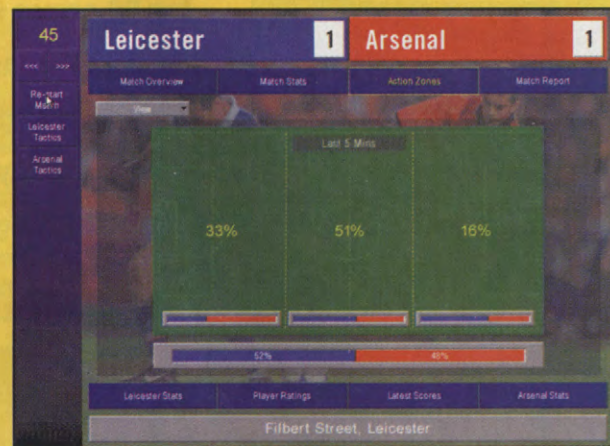 45
<<< >>>
Re-start
Match
Leicester
Tactics
Arsenal
Tactics
Leicester 1 Arsenal 1
Match Overview Match Stats Action Zones Match Report
View
Last 5 Mins
33% 51% 16%
52% 48%
Leicester Stats Player Ratings Latest Scores Arsenal Stats
Filbert Street, Leicester